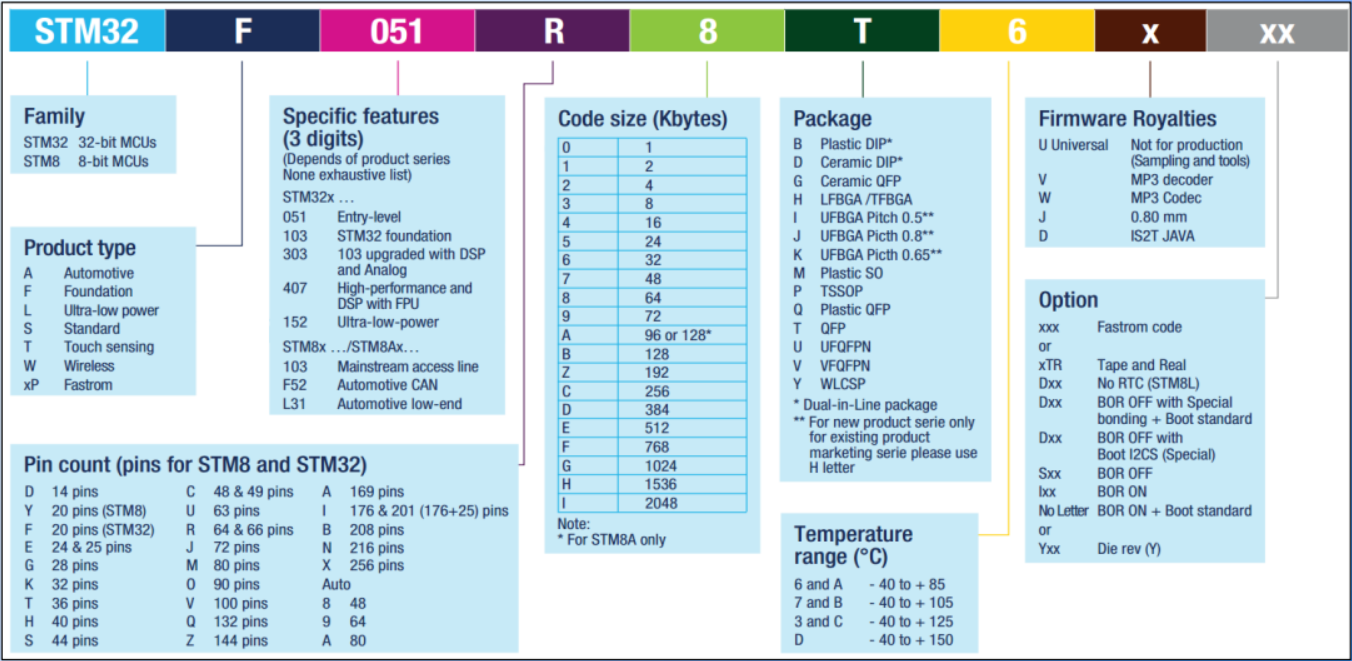 STM32 F 051 R 8 T 6 x xx
Family
STM32 32-bit MCUs
STM8 8-bit MCUs
Product type
A Automotive
F Foundation
L Ultra-low power
S Standard
T Touch sensing
W Wireless
xP Fastrom
Specific features
(3 digits)
(Depends of product series
None exhaustive list)
STM32x ...
051 Entry-level
103 STM32 foundation
303 103 upgraded with DSP
and Analog
407 High-performance and
DSP with FPU
152 Ultra-low-power
STM8x .../STM8Ax...
103 Mainstream access line
F52 Automotive CAN
L31 Automotive low-end
Pin count (pins for STM8 and STM32)
D 14 pins C 48 & 49 pins A 169 pins
Y 20 pins (STM8) U 63 pins I 176 & 201 (176+25) pins
F 20 pins (STM32) R 64 & 66 pins B 208 pins
E 24 & 25 pins J 72 pins N 216 pins
G 28 pins M 80 pins X 256 pins
K 32 pins O 90 pins Auto
T 36 pins V 100 pins 8 48
H 40 pins Q 132 pins 9 64
S 44 pins Z 144 pins A 80
Code size (Kbytes)
0 1
1 2
2 4
3 8
4 16
5 24
6 32
7 48
8 64
9 72
A 96 or 128*
B 128
Z 192
C 256
D 384
E 512
F 768
G 1024
H 1536
I 2048
Note:
* For STM8A only
Package
B Plastic DIP*
D Ceramic DIP*
G Ceramic QFP
H LFBGA /TFBGA
I UFBGA Pitch 0.5**
J UFBGA Picth 0.8**
K UFBGA Picth 0.65**
M Plastic SO
P TSSOP
Q Plastic QFP
T QFP
U UFQFPN
V VFQFPN
Y WLCSP
* Dual-in-Line package
** For new product serie only
for existing product
marketing serie please use
H letter
Temperature
range (°C)
6 and A - 40 to + 85
7 and B - 40 to + 105
3 and C - 40 to + 125
D - 40 to + 150
Firmware Royalties
U Universal Not for production
(Sampling and tools)
V MP3 decoder
W MP3 Codec
J 0.80 mm
D IS2T JAVA
Option
xxx Fastrom code
or
xTR Tape and Real
Dxx No RTC (STM8L)
Dxx BOR OFF with Special
bonding + Boot standard
Dxx BOR OFF with
Boot I2CS (Special)
Sxx BOR OFF
Ixx BOR ON
No Letter BOR ON + Boot standard
or
Yxx Die rev (Y)